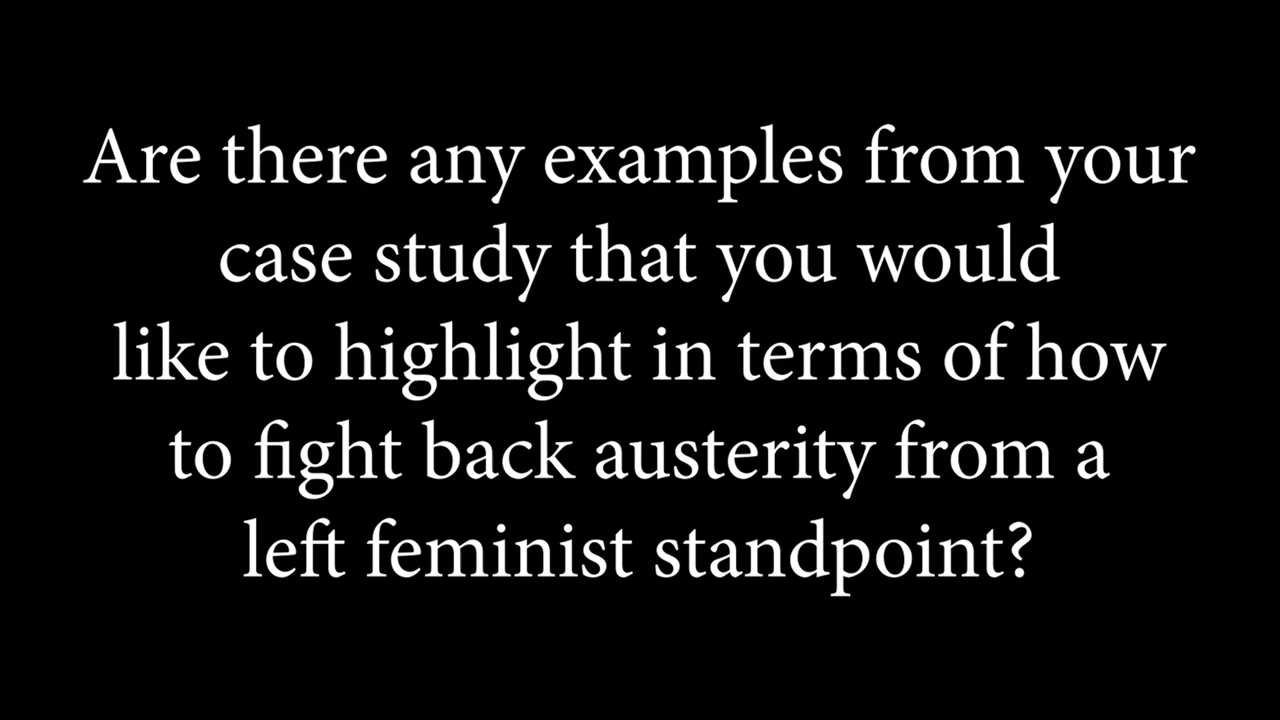 Are there any examples from your
case study that you would
like to highlight in terms of how
to fight back austerity from a
left feminist standpoint?